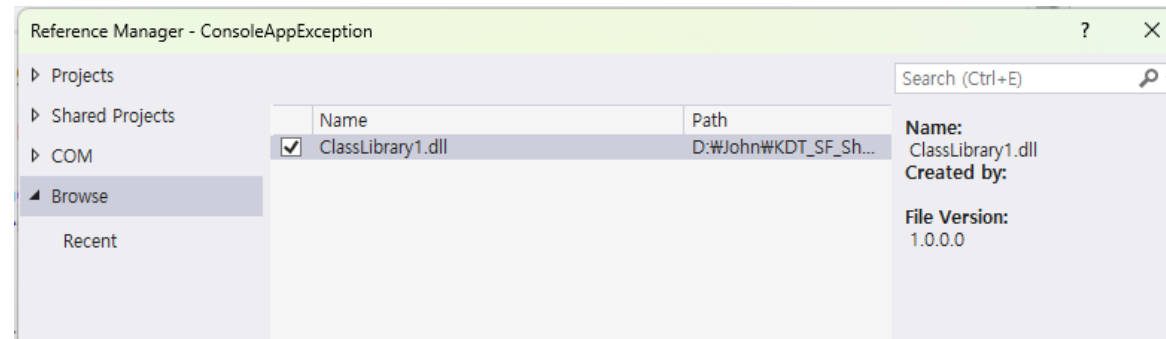 Reference Manager - ConsoleAppException ? ×
Projects
Shared Projects
COM
Browse
Recent
Name Path
ClassLibrary1.dll D:₩John₩KDT_SF_Sh...
Search (Ctrl+E)
Name:
ClassLibrary1.dll
Created by:
File Version:
1.0.0.0